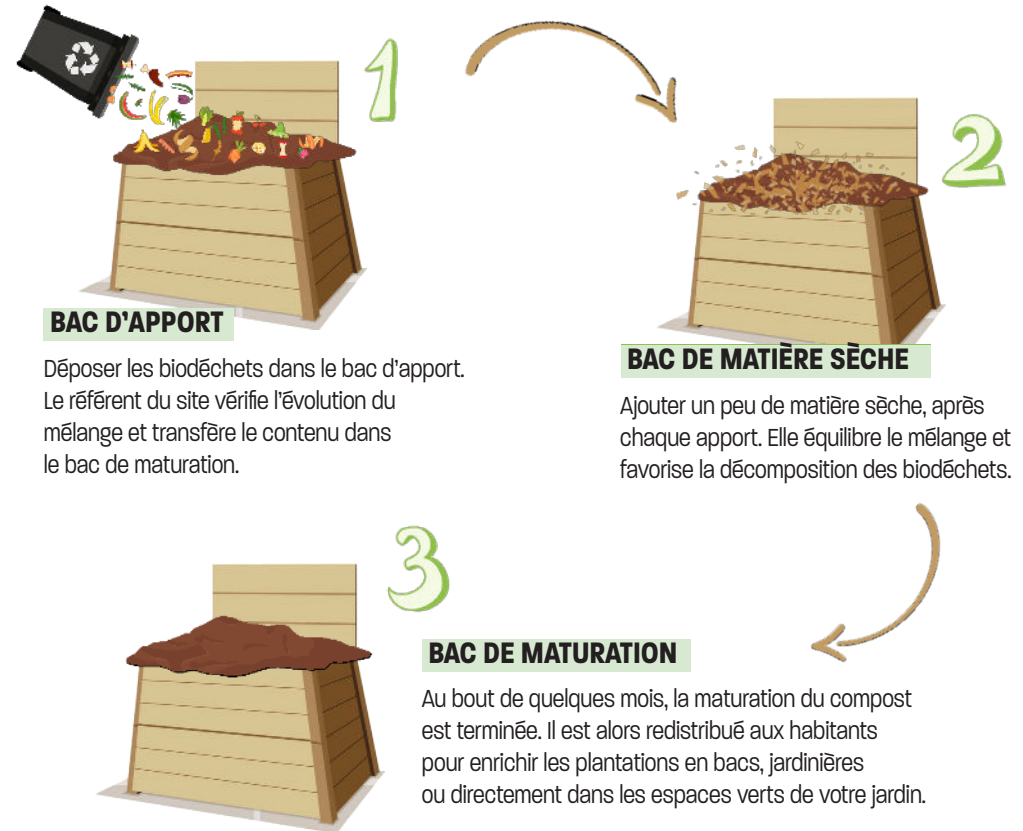 1
BAC D'APPORT
Déposer les biodéchets dans le bac d'apport.
Le référent du site vérifie l'évolution du
mélange et transfère le contenu dans
le bac de maturation.
2
BAC DE MATIÈRE SÈCHE
Ajouter un peu de matière sèche, après
chaque apport. Elle équilibre le mélange et
favorise la décomposition des biodéchets.
3
BAC DE MATURATION
Au bout de quelques mois, la maturation du compost
est terminée. Il est alors redistribué aux habitants
pour enrichir les plantations en bacs, jardinières
ou directement dans les espaces verts de votre jardin.